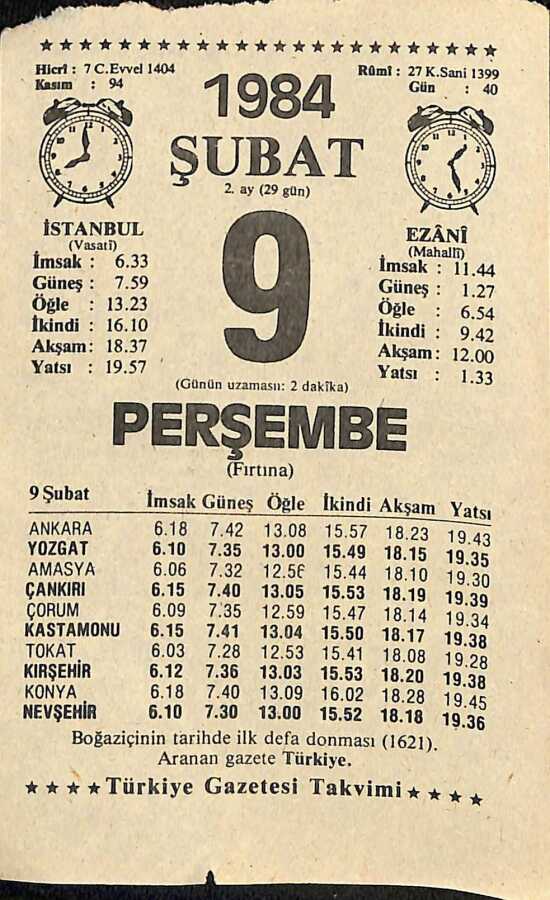 ★★★★★★★★★★★★★★★★★★★★★★★★★★★★
Hicrî : 7 C.Evvel 1404
Kasım : 94
Rûmî : 27 K.Sani 1399
Gün : 40
1984
ŞUBAT
2. ay (29 gün)
9
İSTANBUL
(Vasatî)
İmsak : 6.33
Güneş : 7.59
Öğle : 13.23
İkindi : 16.10
Akşam : 18.37
Yatsı : 19.57
EZÂNÎ
(Mahallî)
İmsak : 11.44
Güneş : 1.27
Öğle : 6.54
İkindi : 9.42
Akşam : 12.00
Yatsı : 1.33
(Günün uzaması: 2 dakîka)
PERŞEMBE
(Fırtına)
9 Şubat İmsak Güneş Öğle İkindi Akşam Yatsı
ANKARA 6.18 7.42 13.08 15.57 18.23 19.43
YOZGAT 6.10 7.35 13.00 15.49 18.15 19.35
AMASYA 6.06 7.32 12.56 15.44 18.10 19.30
ÇANKIRI 6.15 7.40 13.05 15.53 18.19 19.39
ÇORUM 6.09 7.35 12.59 15.47 18.14 19.34
KASTAMONU 6.15 7.41 13.04 15.50 18.17 19.38
TOKAT 6.03 7.28 12.53 15.41 18.08 19.28
KIRŞEHİR 6.12 7.36 13.03 15.53 18.20 19.38
KONYA 6.18 7.40 13.09 16.02 18.28 19.45
NEVŞEHİR 6.10 7.30 13.00 15.52 18.18 19.36
Boğaziçinin tarihde ilk defa donması (1621).
Aranan gazete Türkiye.
★★★★Türkiye Gazetesi Takvimi★★★★